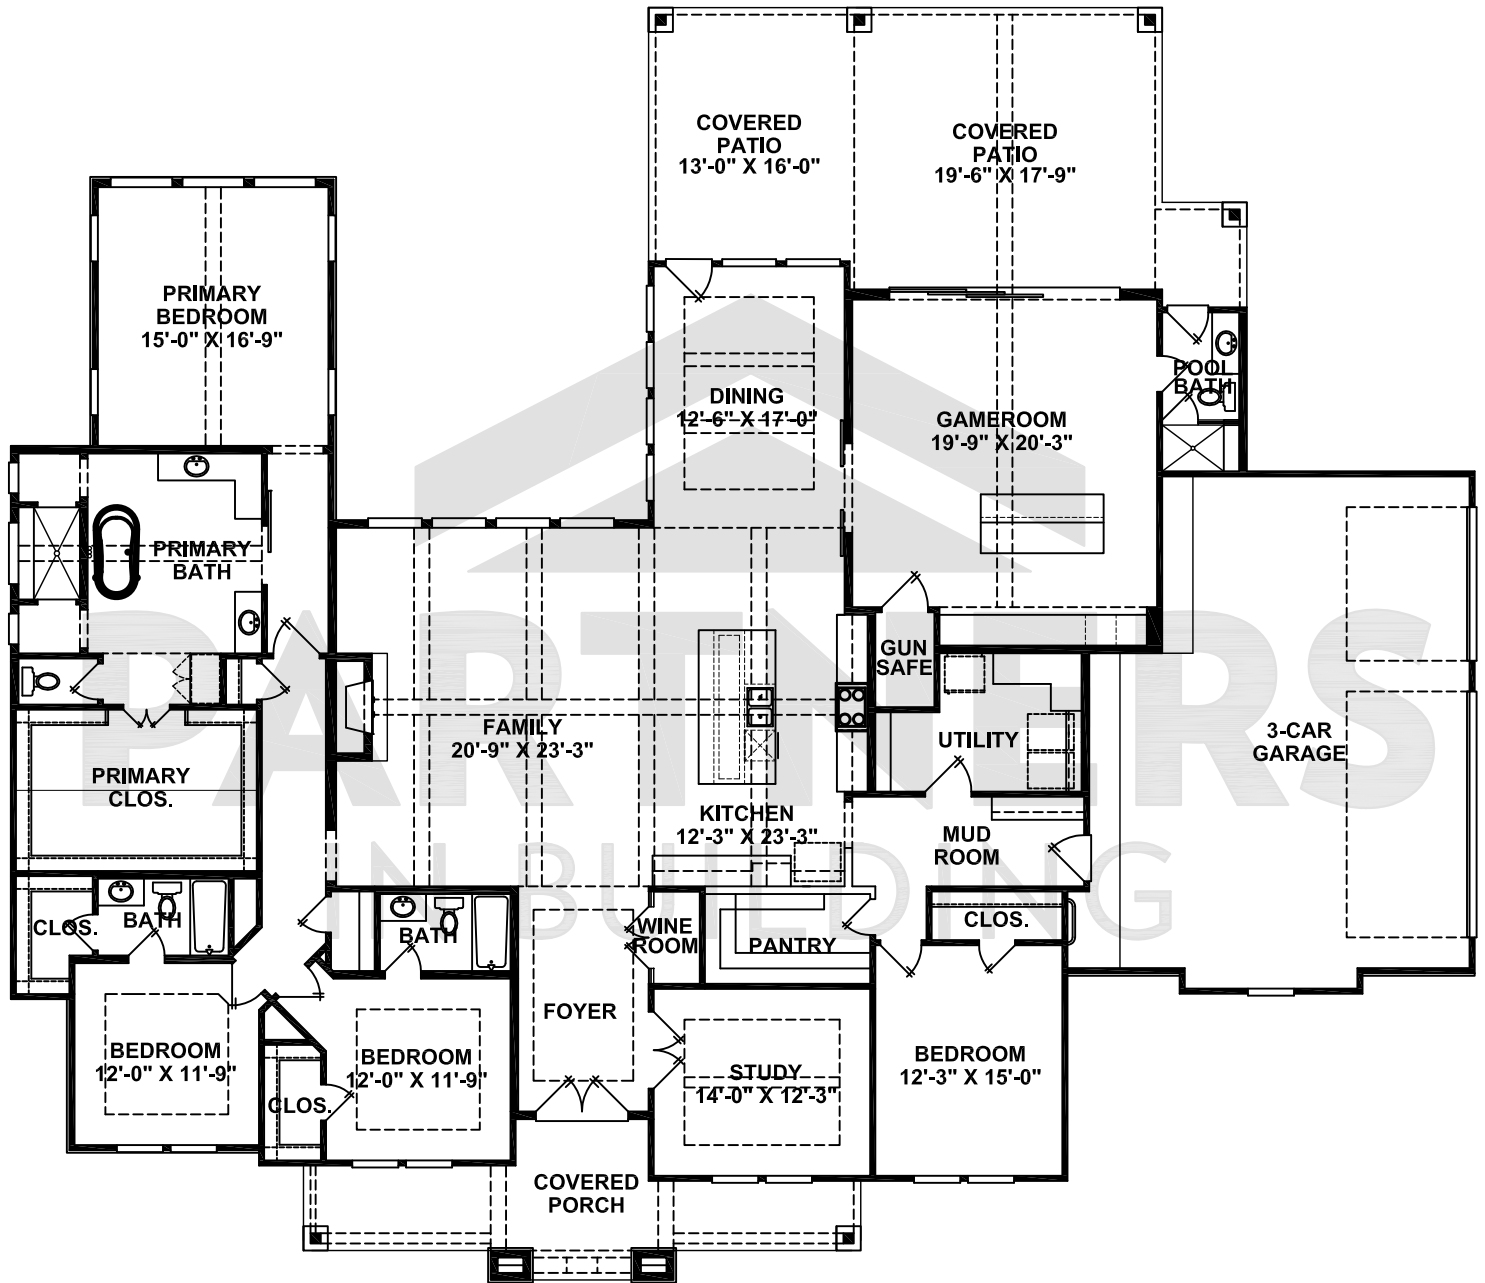 COVERED
PATIO
13'-0" X 16'-0"
COVERED
PATIO
19'-6" X 17'-9"
PRIMARY
BEDROOM
15'-0" X 16'-9"
DINING
12'-6" X 17'-0"
GAMEROOM
19'-9" X 20'-3"
POOL
BATH
PRIMARY
BATH
GUN
SAFE
FAMILY
20'-9" X 23'-3"
UTILITY
3-CAR
GARAGE
PRIMARY
CLOS.
KITCHEN
12'-3" X 23'-3"
MUD
ROOM
PARTNERS
IN BUILDING
CLOS.
BATH
BATH
WINE
ROOM
PANTRY
CLOS.
FOYER
BEDROOM
12'-0" X 11'-9"
BEDROOM
12'-0" X 11'-9"
CLOS.
STUDY
14'-0" X 12'-3"
BEDROOM
12'-3" X 15'-0"
COVERED
PORCH